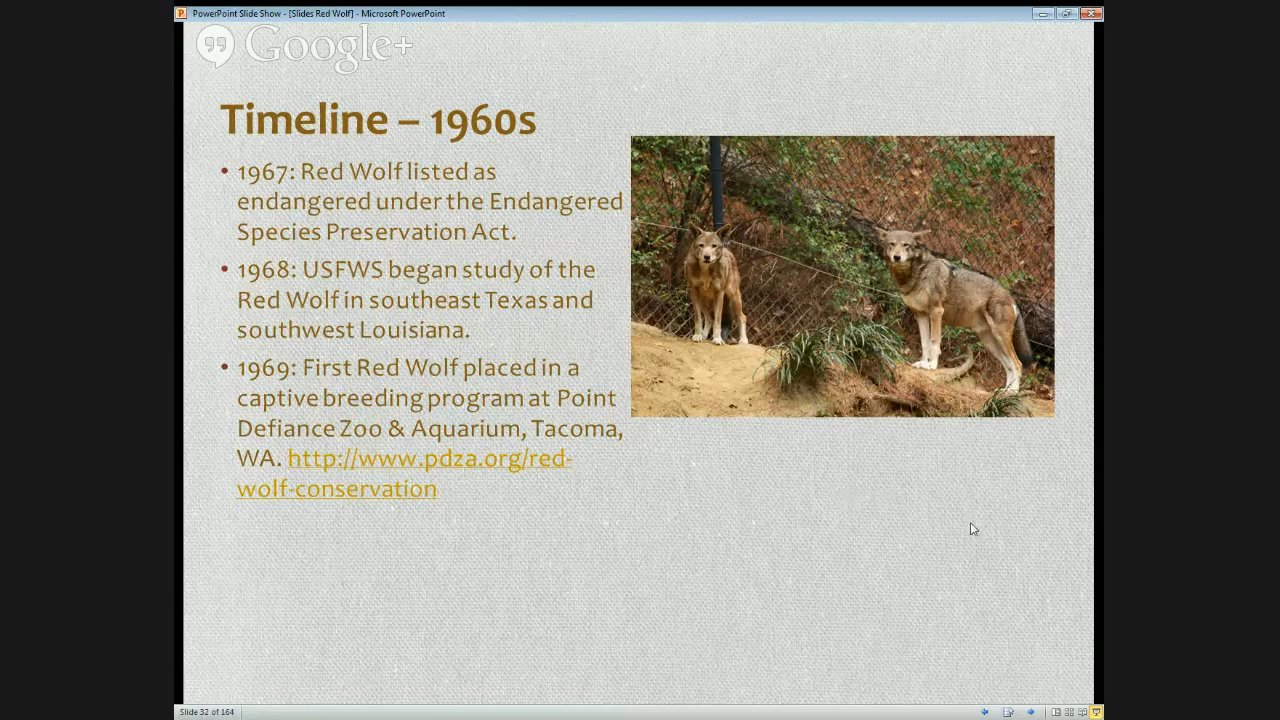 PowerPoint Slide Show - [Slides Red Wolf] - Microsoft PowerPoint
Google+
Timeline – 1960s
• 1967: Red Wolf listed as
endangered under the Endangered
Species Preservation Act.
• 1968: USFWS began study of the
Red Wolf in southeast Texas and
southwest Louisiana.
• 1969: First Red Wolf placed in a
captive breeding program at Point
Defiance Zoo & Aquarium, Tacoma,
WA. http://www.pdza.org/red-
wolf-conservation
Slide 32 of 164